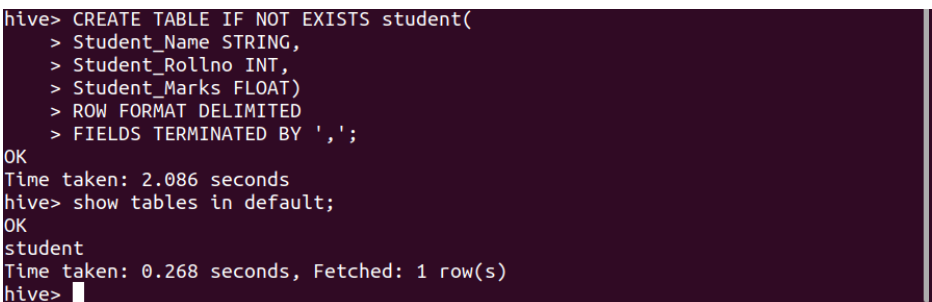 hive> CREATE TABLE IF NOT EXISTS student(
    > Student_Name STRING,
    > Student_Rollno INT,
    > Student_Marks FLOAT)
    > ROW FORMAT DELIMITED
    > FIELDS TERMINATED BY ',';
OK
Time taken: 2.086 seconds
hive> show tables in default;
OK
student
Time taken: 0.268 seconds, Fetched: 1 row(s)
hive>